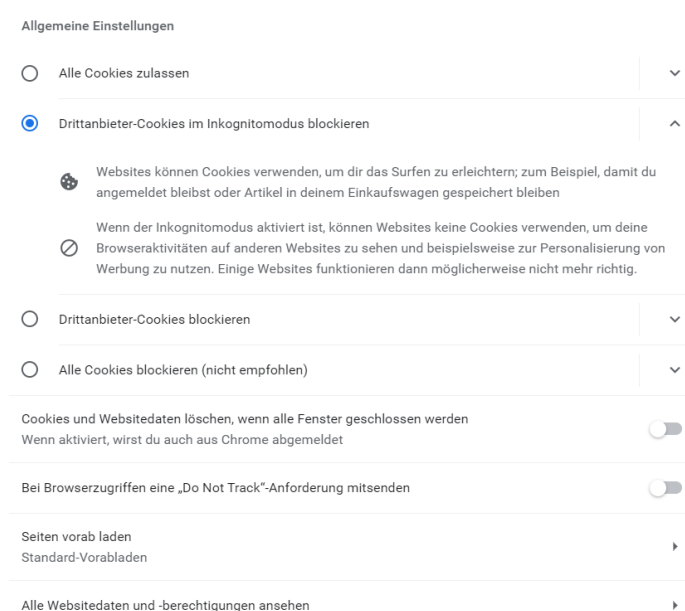 Allgemeine Einstellungen
Alle Cookies zulassen
Drittanbieter-Cookies im Inkognitomodus blockieren
Websites können Cookies verwenden, um dir das Surfen zu erleichtern; zum Beispiel, damit du
angemeldet bleibst oder Artikel in deinem Einkaufswagen gespeichert bleiben
Wenn der Inkognitomodus aktiviert ist, können Websites keine Cookies verwenden, um deine
Browseraktivitäten auf anderen Websites zu sehen und beispielsweise zur Personalisierung von
Werbung zu nutzen. Einige Websites funktionieren dann möglicherweise nicht mehr richtig.
Drittanbieter-Cookies blockieren
Alle Cookies blockieren (nicht empfohlen)
Cookies und Websitedaten löschen, wenn alle Fenster geschlossen werden
Wenn aktiviert, wirst du auch aus Chrome abgemeldet
Bei Browserzugriffen eine „Do Not Track“-Anforderung mitsenden
Seiten vorab laden
Standard-Vorabladen
Alle Websitedaten und -berechtigungen ansehen